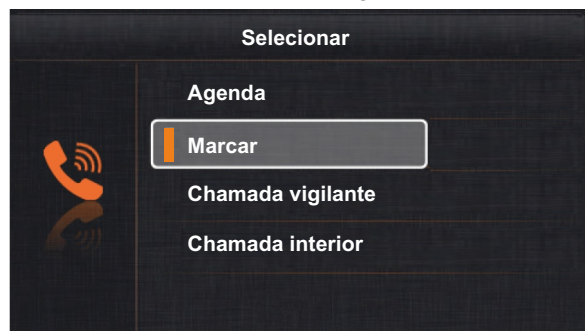 Selecionar
Agenda
Marcar
Chamada vigilante
Chamada interior